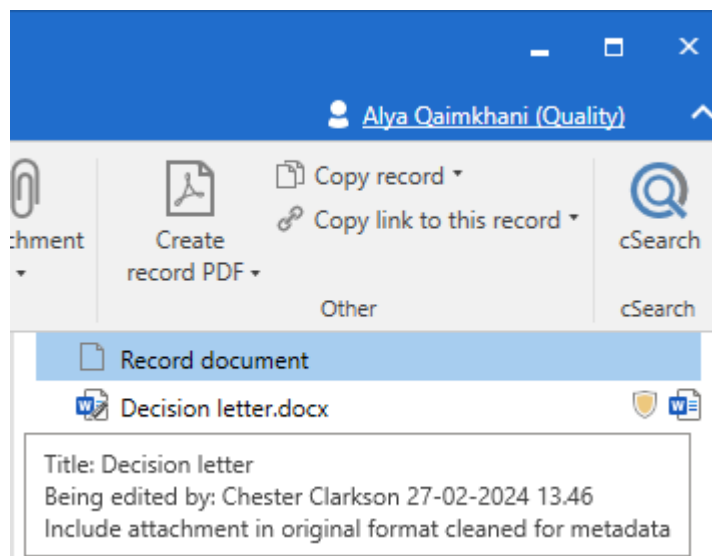 Alya Qaimkhani (Quality)
chment
Create
record PDF
Copy record
Copy link to this record
Other
cSearch
cSearch
Record document
Decision letter.docx
Title: Decision letter
Being edited by: Chester Clarkson 27-02-2024 13.46
Include attachment in original format cleaned for metadata